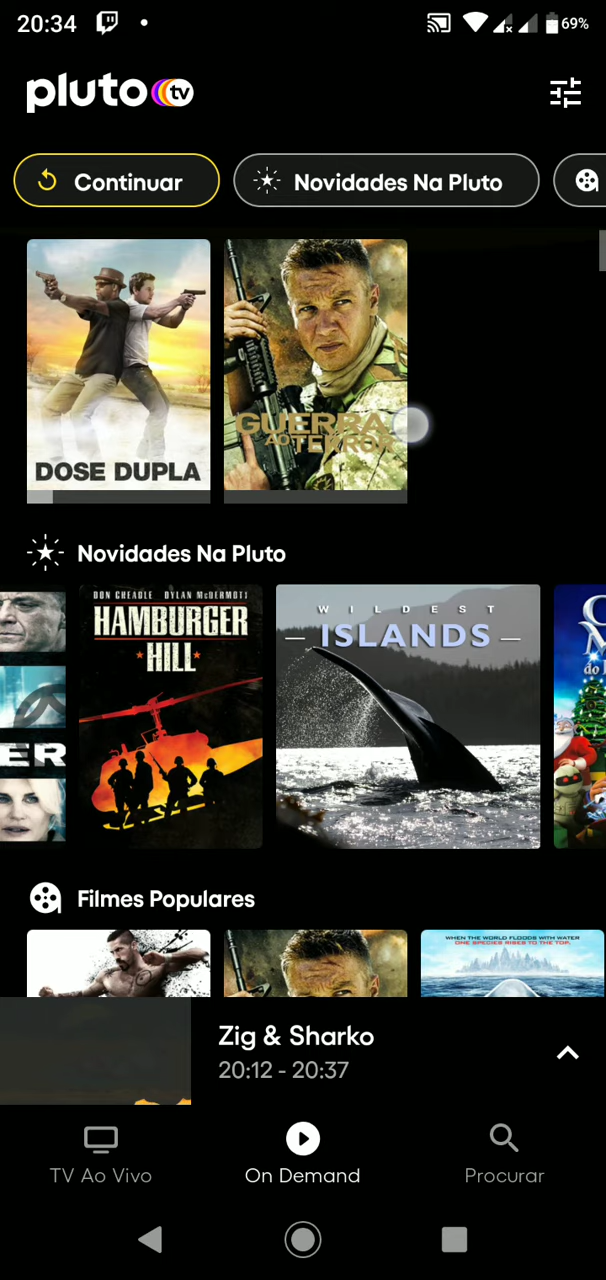 20:34
69%
pluto tv
Continuar
Novidades Na Pluto
DOSE DUPLA
GUERRA
AO TERROR
Novidades Na Pluto
ER
DON CHEADLE DYLAN McDERMOTT
HAMBURGER
HILL
WILDEST
ISLANDS
do
Filmes Populares
WHEN THE WORLD FLOODS WITH WATER
ONE SPECIES RISES TO THE TOP.
Zig & Sharko
20:12 - 20:37
TV Ao Vivo
On Demand
Procurar